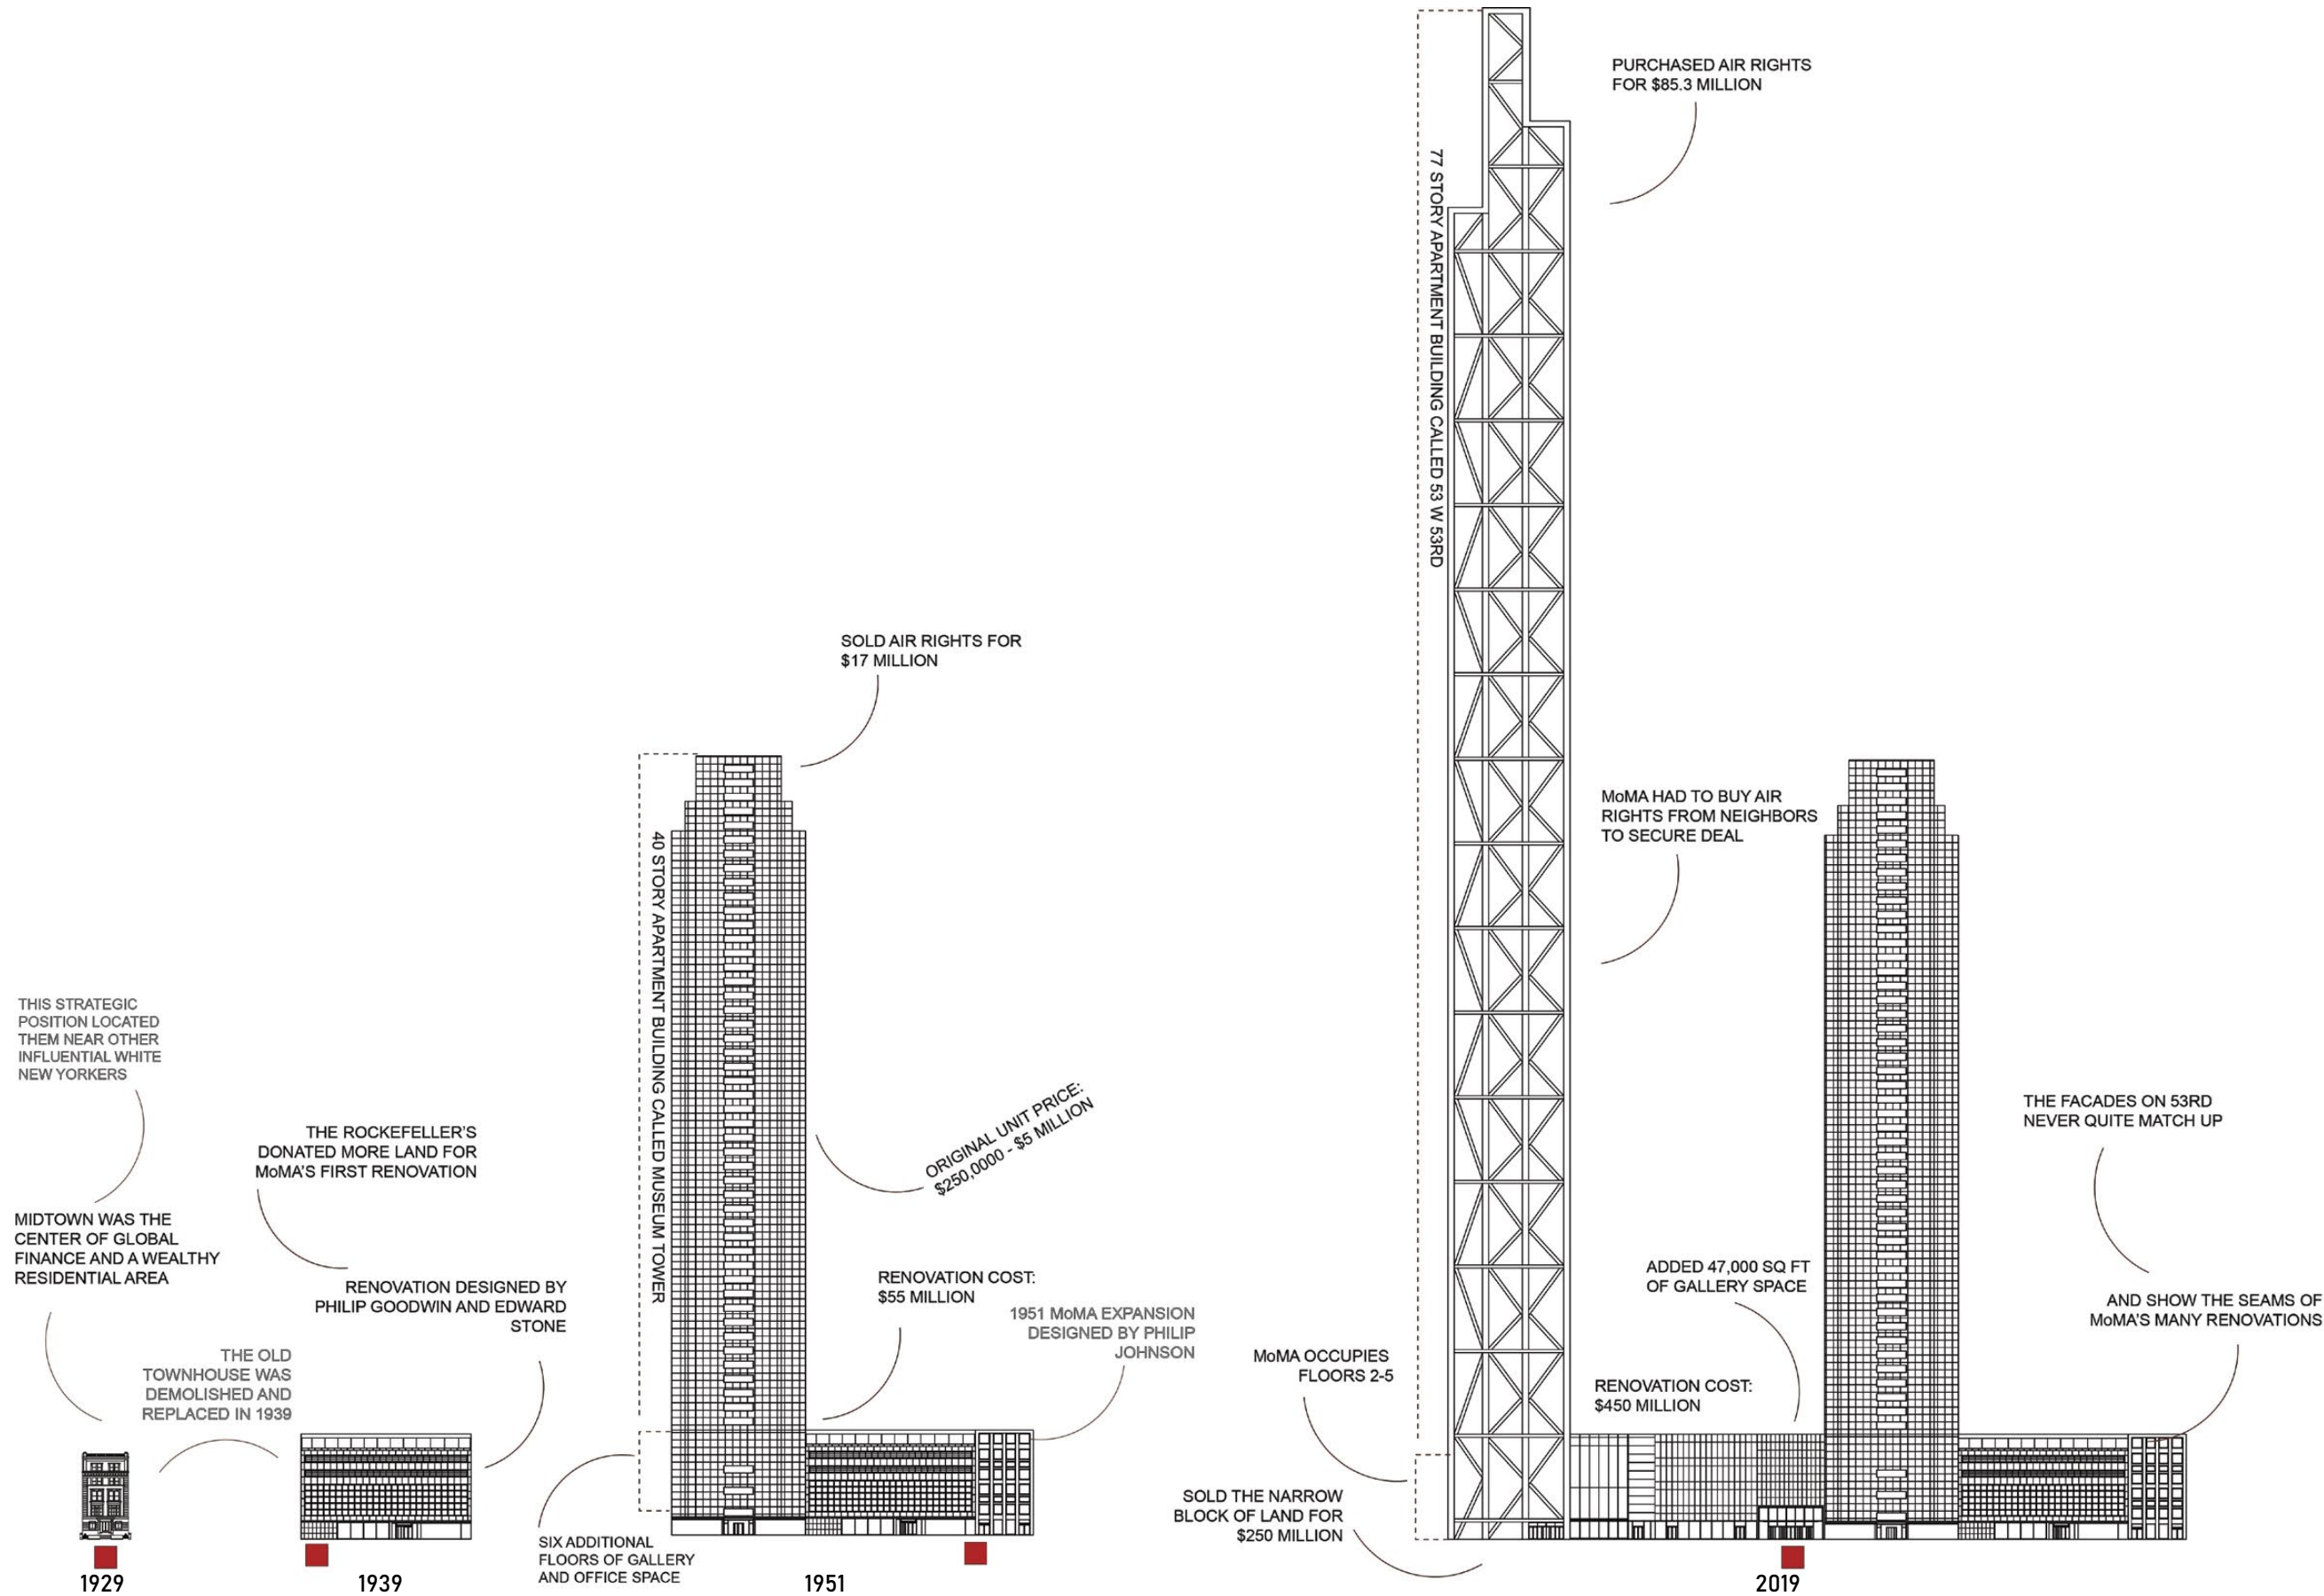 THIS STRATEGIC
POSITION LOCATED
THEM NEAR OTHER
INFLUENTIAL WHITE
NEW YORKERS
MIDTOWN WAS THE
CENTER OF GLOBAL
FINANCE AND A WEALTHY
RESIDENTIAL AREA
THE OLD
TOWNHOUSE WAS
DEMOLISHED AND
REPLACED IN 1939
1929
THE ROCKEFELLER'S
DONATED MORE LAND FOR
MoMA'S FIRST RENOVATION
RENOVATION DESIGNED BY
PHILIP GOODWIN AND EDWARD
STONE
1939
SOLD AIR RIGHTS FOR
$17 MILLION
40 STORY APARTMENT BUILDING CALLED MUSEUM TOWER
ORIGINAL UNIT PRICE:
$250,0000 - $5 MILLION
RENOVATION COST:
$55 MILLION
1951 MoMA EXPANSION
DESIGNED BY PHILIP
JOHNSON
SIX ADDITIONAL
FLOORS OF GALLERY
AND OFFICE SPACE
1951
PURCHASED AIR RIGHTS
FOR $85.3 MILLION
77 STORY APARTMENT BUILDING CALLED 53 W 53RD
MoMA HAD TO BUY AIR
RIGHTS FROM NEIGHBORS
TO SECURE DEAL
THE FACADES ON 53RD
NEVER QUITE MATCH UP
ADDED 47,000 SQ FT
OF GALLERY SPACE
AND SHOW THE SEAMS OF
MoMA'S MANY RENOVATIONS
MoMA OCCUPIES
FLOORS 2-5
RENOVATION COST:
$450 MILLION
SOLD THE NARROW
BLOCK OF LAND FOR
$250 MILLION
2019